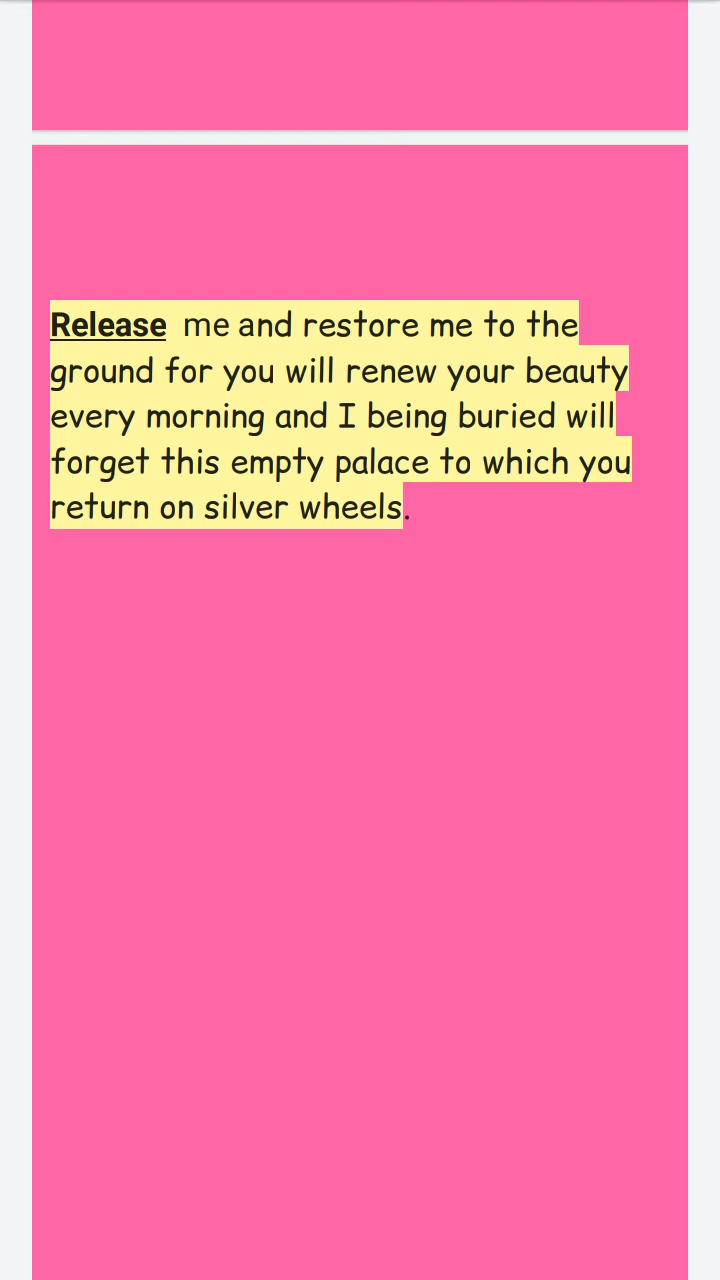 Release  me and restore me to the
ground for you will renew your beauty
every morning and I being buried will
forget this empty palace to which you
return on silver wheels.